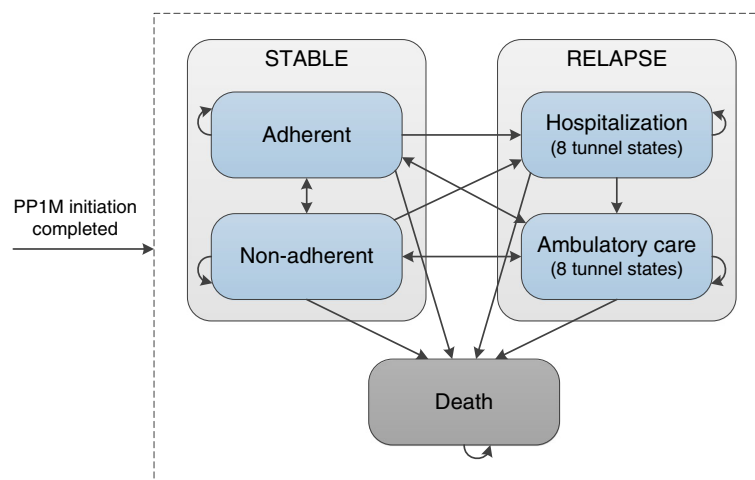 STABLE
RELAPSE
Adherent
Hospitalization
(8 tunnel states)
PP1M initiation
completed
Non-adherent
Ambulatory care
(8 tunnel states)
Death